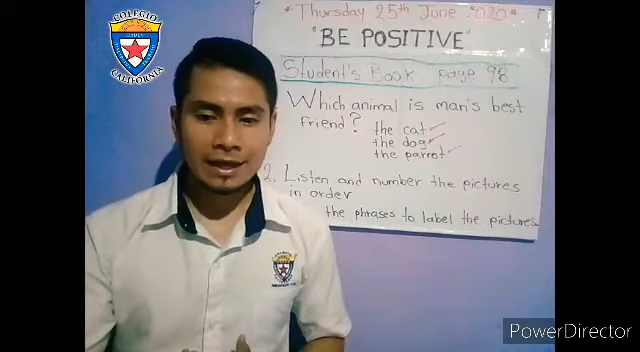 COLEGIO
CALIFORNIA
* Thursday 25th June 2020 *
"BE POSITIVE"
Student's Book page 98
Which animal is man's best
friend?
the cat
the dog
the parrot
2. Listen and number the pictures
in order
the phrases to label the pictures
PowerDirector